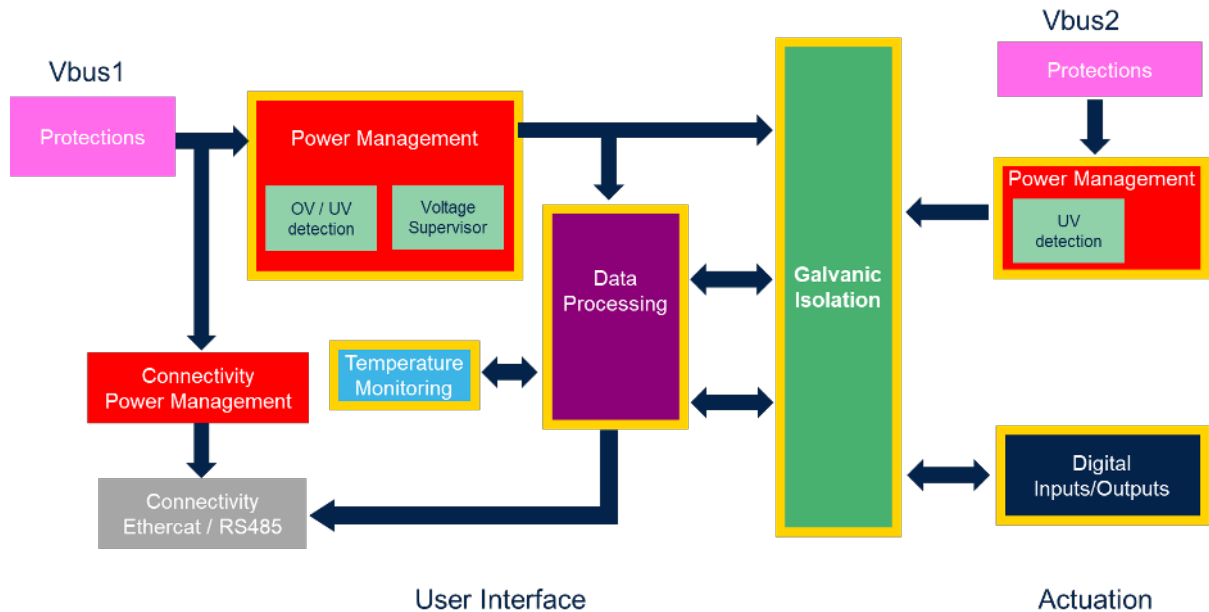 Vbus1
Protections
Power Management
OV / UV
detection
Voltage
Supervisor
Data
Processing
Temperature
Monitoring
Connectivity
Power Management
Connectivity
Ethercat / RS485
Galvanic
Isolation
Vbus2
Protections
Power Management
UV
detection
Digital
Inputs/Outputs
User Interface
Actuation